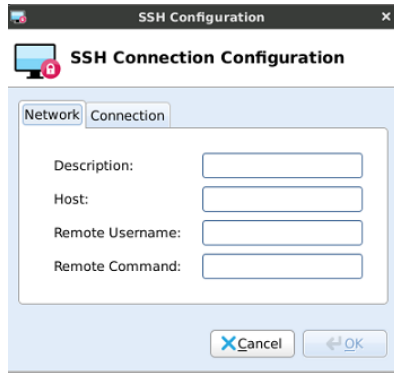 SSH Configuration
SSH Connection Configuration
Network Connection
Description:
Host:
Remote Username:
Remote Command:
Cancel OK